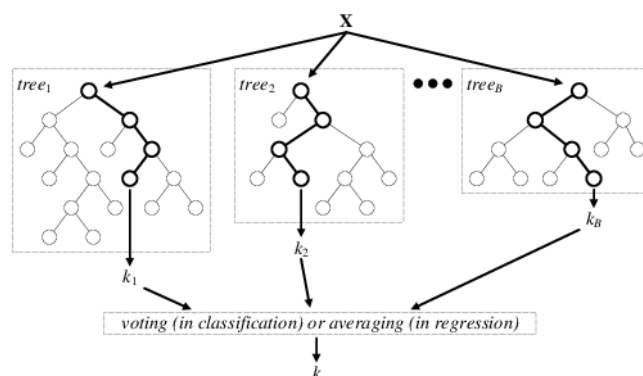 X
tree1
tree2
treeB
k1
k2
kB
voting (in classification) or averaging (in regression)
k